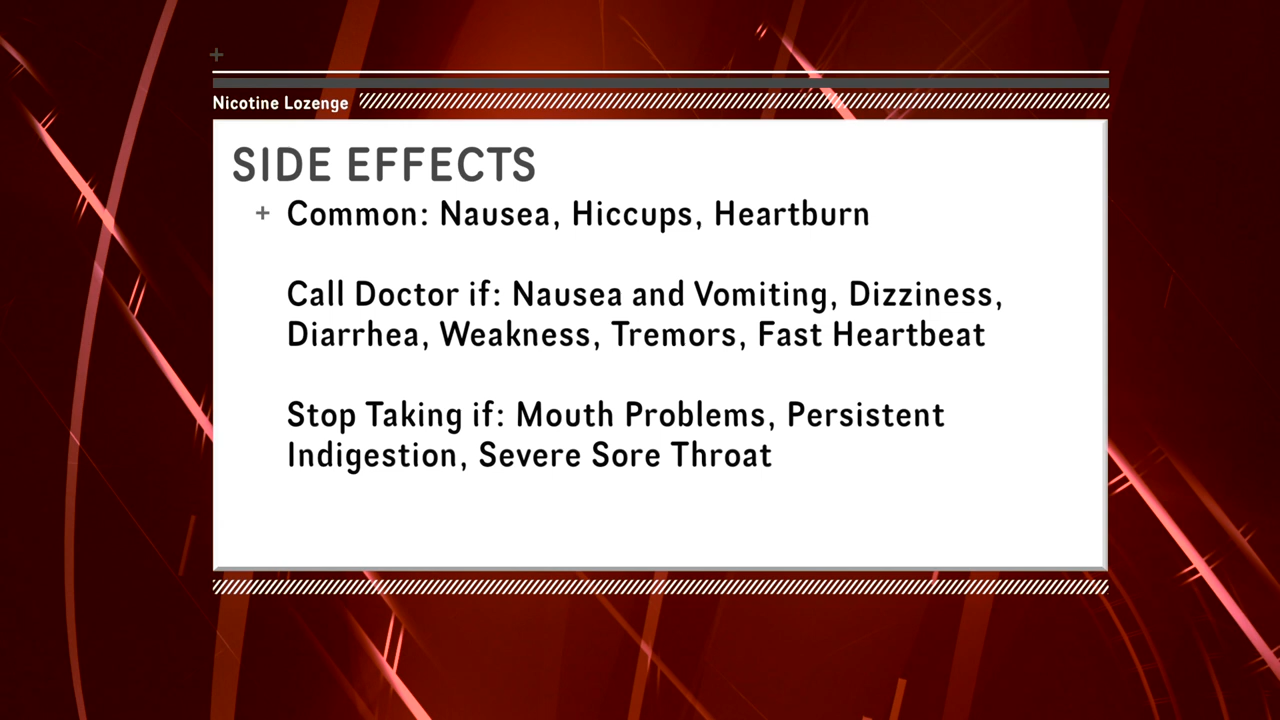 Nicotine Lozenge
SIDE EFFECTS
+ Common: Nausea, Hiccups, Heartburn
Call Doctor if: Nausea and Vomiting, Dizziness,
Diarrhea, Weakness, Tremors, Fast Heartbeat
Stop Taking if: Mouth Problems, Persistent
Indigestion, Severe Sore Throat